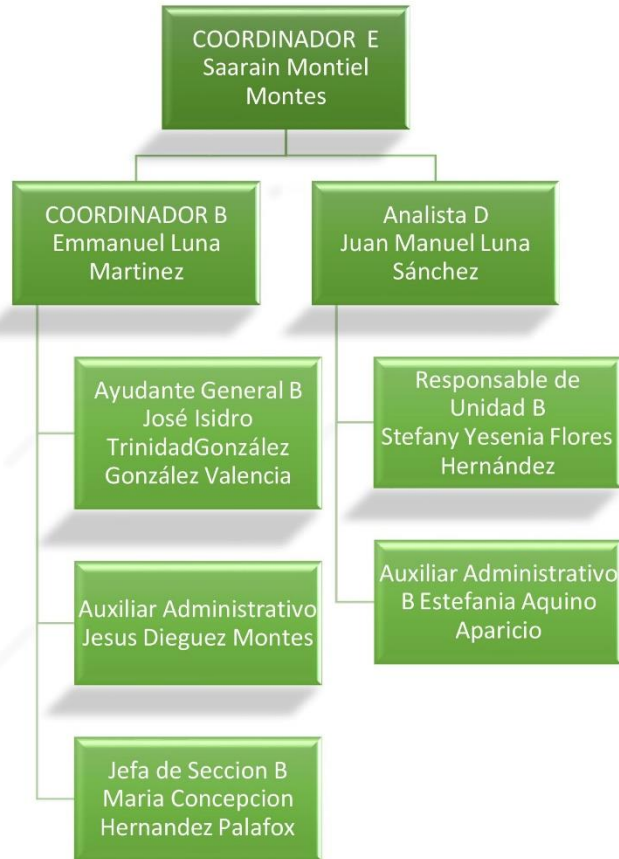 COORDINADOR E
Saarain Montiel
Montes
COORDINADOR B
Emmanuel Luna
Martinez
Analista D
Juan Manuel Luna
Sánchez
Ayudante General B
José Isidro
TrinidadGonzález
González Valencia
Auxiliar Administrativo
Jesus Dieguez Montes
Jefa de Seccion B
Maria Concepcion
Hernandez Palafox
Responsable de
Unidad B
Stefany Yesenia Flores
Hernández
Auxiliar Administrativo
B Estefania Aquino
Aparicio